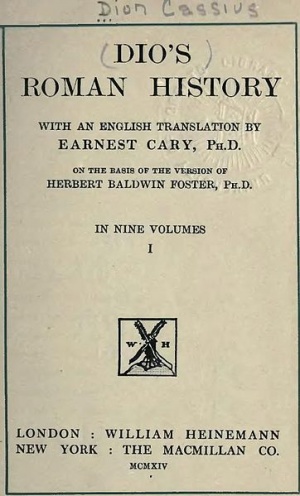 Dion Cassius
( DIO'S )
ROMAN HISTORY
WITH AN ENGLISH TRANSLATION BY
EARNEST CARY, PH.D.
ON THE BASIS OF THE VERSION OF
HERBERT BALDWIN FOSTER, PH.D.
IN NINE VOLUMES
I
W H
LONDON : WILLIAM HEINEMANN
NEW YORK : THE MACMILLAN CO.
MCMXIV